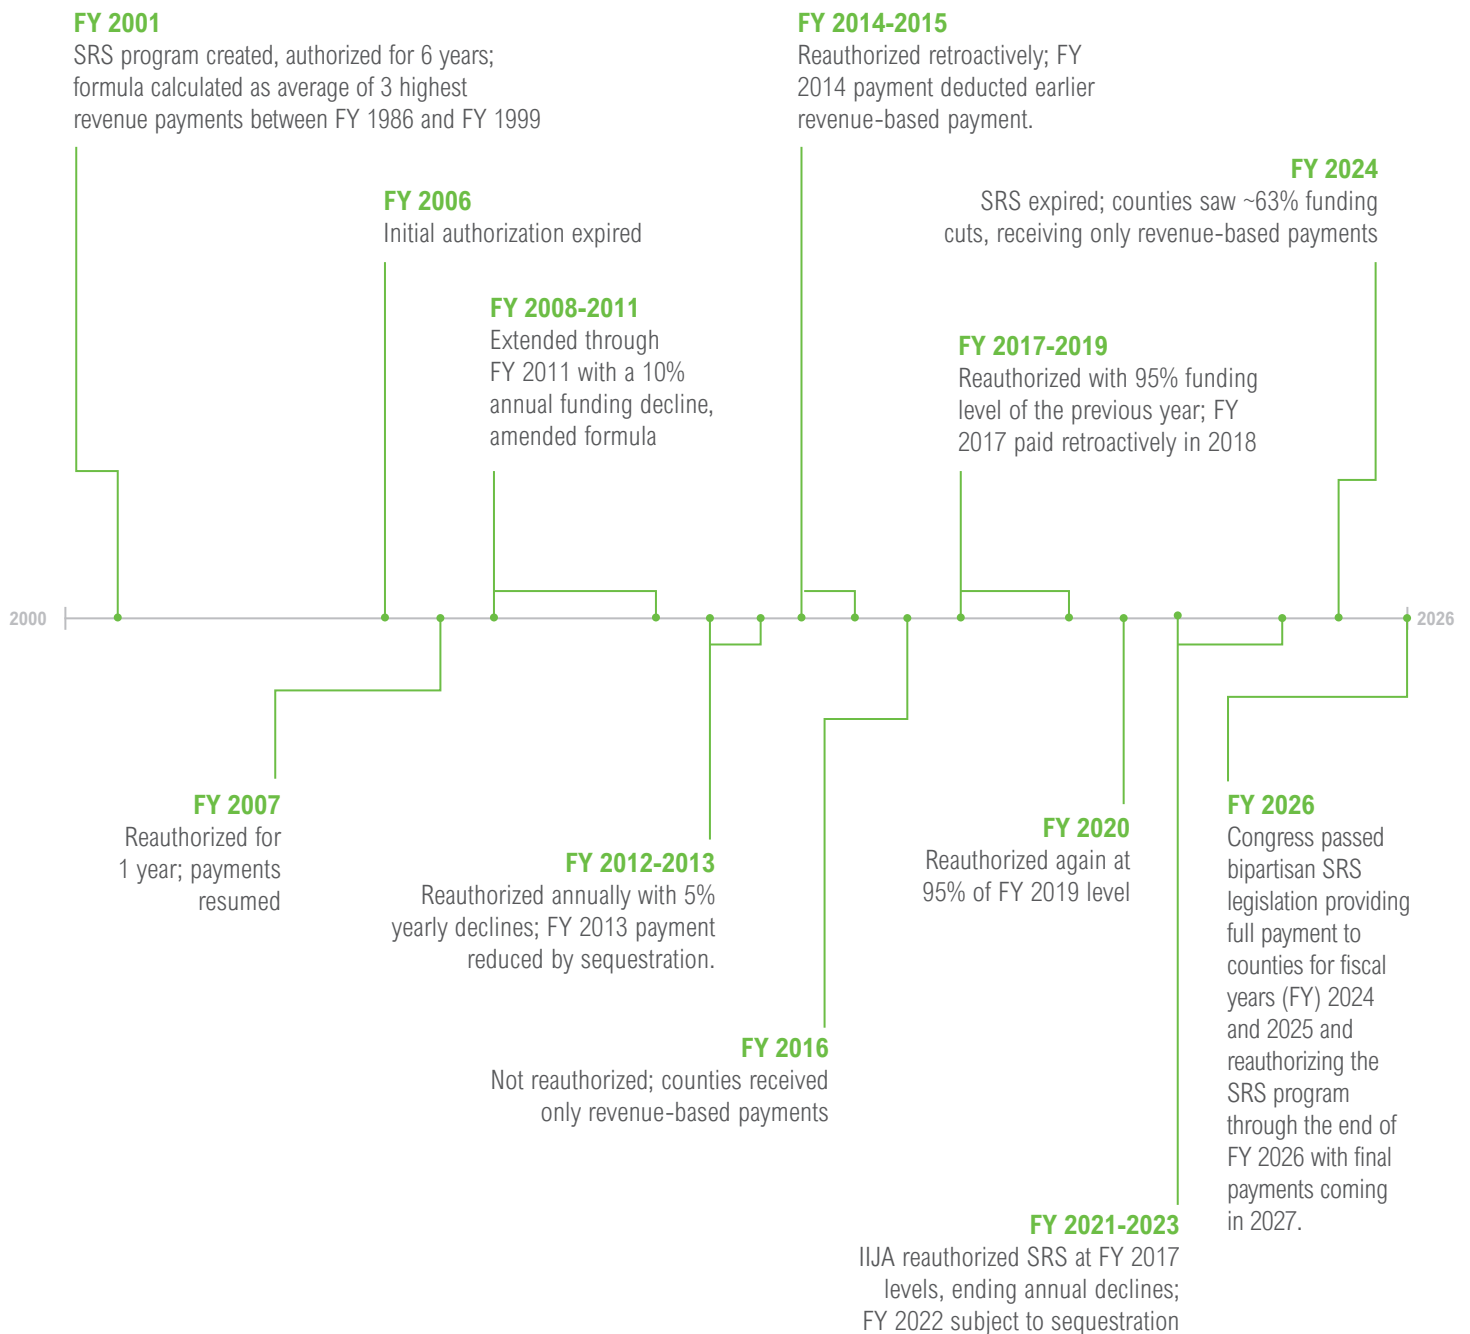 FY 2001
SRS program created, authorized for 6 years;
formula calculated as average of 3 highest
revenue payments between FY 1986 and FY 1999
FY 2014-2015
Reauthorized retroactively; FY
2014 payment deducted earlier
revenue-based payment.
FY 2024
SRS expired; counties saw ~63% funding
cuts, receiving only revenue-based payments
FY 2006
Initial authorization expired
FY 2008-2011
Extended through
FY 2011 with a 10%
annual funding decline,
amended formula
FY 2017-2019
Reauthorized with 95% funding
level of the previous year; FY
2017 paid retroactively in 2018
2000
2026
FY 2007
Reauthorized for
1 year; payments
resumed
FY 2012-2013
Reauthorized annually with 5%
yearly declines; FY 2013 payment
reduced by sequestration.
FY 2016
Not reauthorized; counties received
only revenue-based payments
FY 2020
Reauthorized again at
95% of FY 2019 level
FY 2021-2023
IIJA reauthorized SRS at FY 2017
levels, ending annual declines;
FY 2022 subject to sequestration
FY 2026
Congress passed
bipartisan SRS
legislation providing
full payment to
counties for fiscal
years (FY) 2024
and 2025 and
reauthorizing the
SRS program
through the end of
FY 2026 with final
payments coming
in 2027.